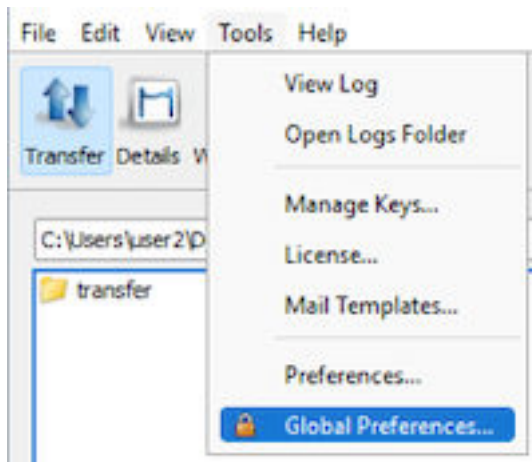 File Edit View Tools Help
View Log
Transfer Details
Open Logs Folder
Manage Keys...
C:\Users\user2\D
License...
transfer
Mail Templates...
Preferences...
Global Preferences...